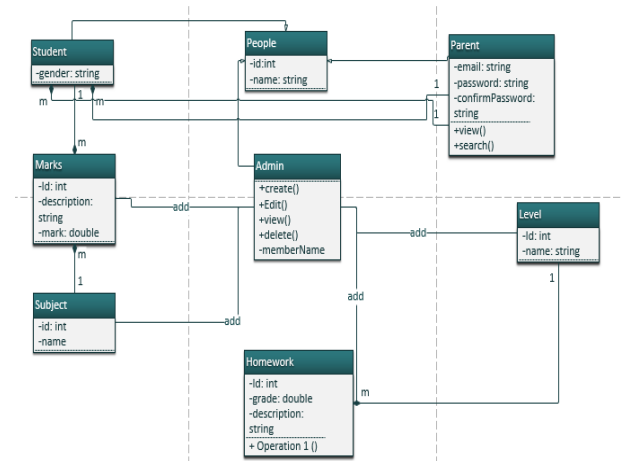 Student
-gender: string
People
-id:int
-name: string
Parent
-email: string
-password: string
-confirmPassword:
string
+view()
+search()
m
1
m
1
1
m
Marks
-Id: int
-description:
string
-mark: double
Admin
+create()
+Edit()
+view()
+delete()
-memberName
add
add
Level
-Id: int
-name: string
m
1
1
Subject
-id: int
-name
add
add
Homework
-Id: int
-grade: double
-description:
string
+ Operation 1 ()
m